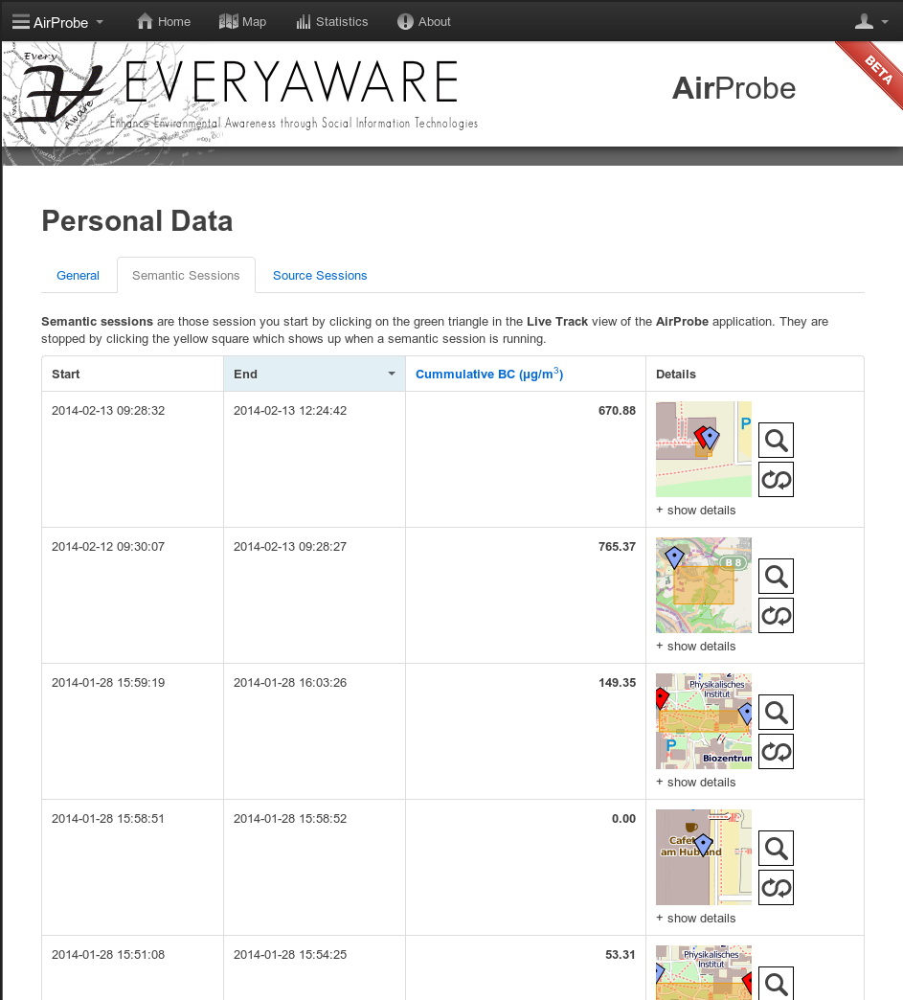 AirProbe Home Map Statistics About
Every
Aware
EVERYAWARE
Enhance Environmental Awareness through Social Information Technologies
AirProbe
BETA
Personal Data
General Semantic Sessions Source Sessions
Semantic sessions are those session you start by clicking on the green triangle in the Live Track view of the AirProbe application. They are
stopped by clicking the yellow square which shows up when a semantic session is running.
Start End Cummulative BC (µg/m³) Details
2014-02-13 09:28:32 2014-02-13 12:24:42 670.88
P
+ show details
2014-02-12 09:30:07 2014-02-13 09:28:27 765.37
B 8
+ show details
2014-01-28 15:59:19 2014-01-28 16:03:26 149.35
Physikalisches
Institut
P
Biozentrum
+ show details
2014-01-28 15:58:51 2014-01-28 15:58:52 0.00
am Hubland
+ show details
2014-01-28 15:51:08 2014-01-28 15:54:25 53.31
Physikalisches
Institut